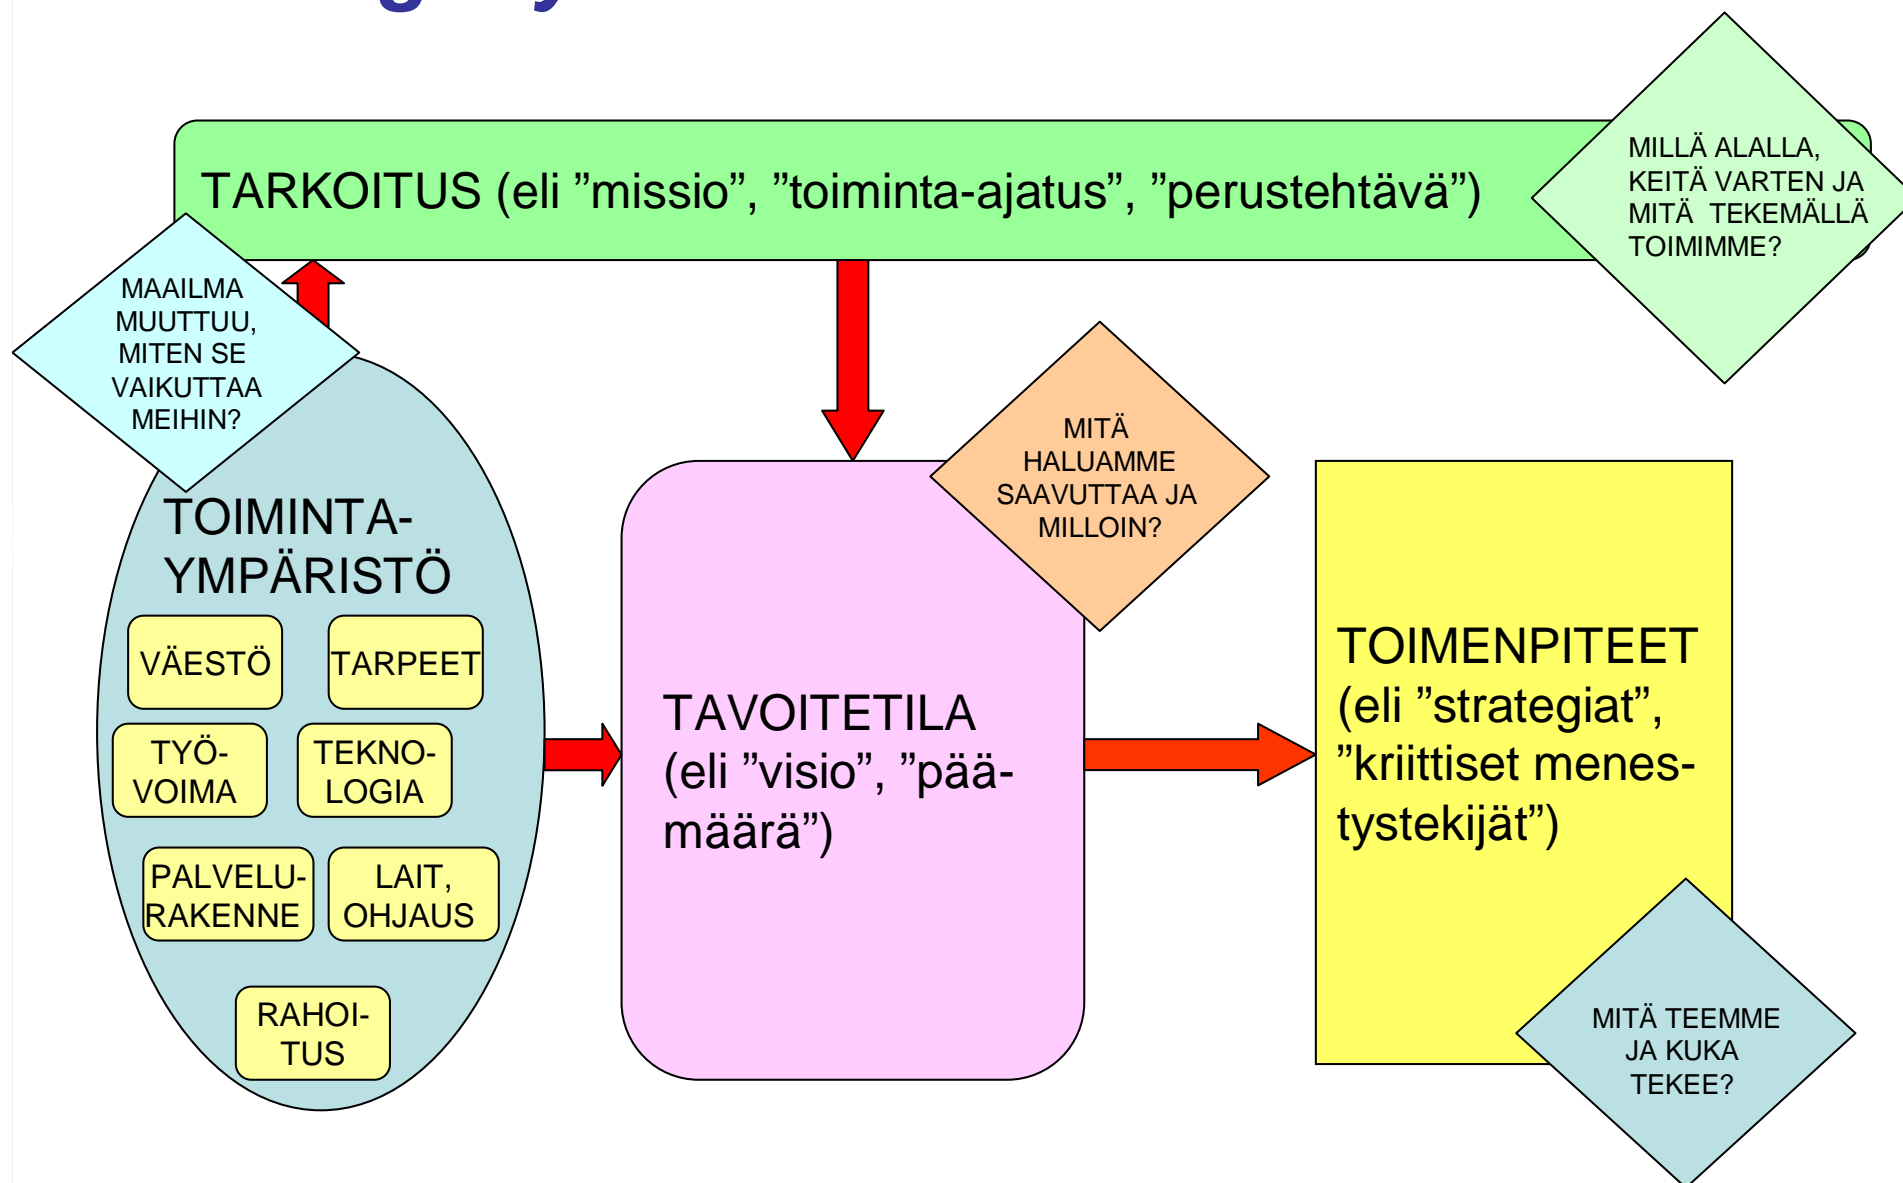 TARKOITUS (eli ”missio”, ”toiminta-ajatus”, ”perustehtävä”)
MILLÄ ALALLA,
KEITÄ VARTEN JA
MITÄ TEKEMÄLLÄ
TOIMIMME?
MAAILMA
MUUTTUU,
MITEN SE
VAIKUTTAA
MEIHIN?
MITÄ
HALUAMME
SAAVUTTAA JA
MILLOIN?
TOIMINTA-
YMPÄRISTÖ
VÄESTÖ
TARPEET
TYÖ-
VOIMA
TEKNO-
LOGIA
PALVELU-
RAKENNE
LAIT,
OHJAUS
RAHOI-
TUS
TAVOITETILA
(eli ”visio”, ”pää-
määrä”)
TOIMENPITEET
(eli ”strategiat”,
”kriittiset menes-
tystekijät”)
MITÄ TEEMME
JA KUKA
TEKEE?